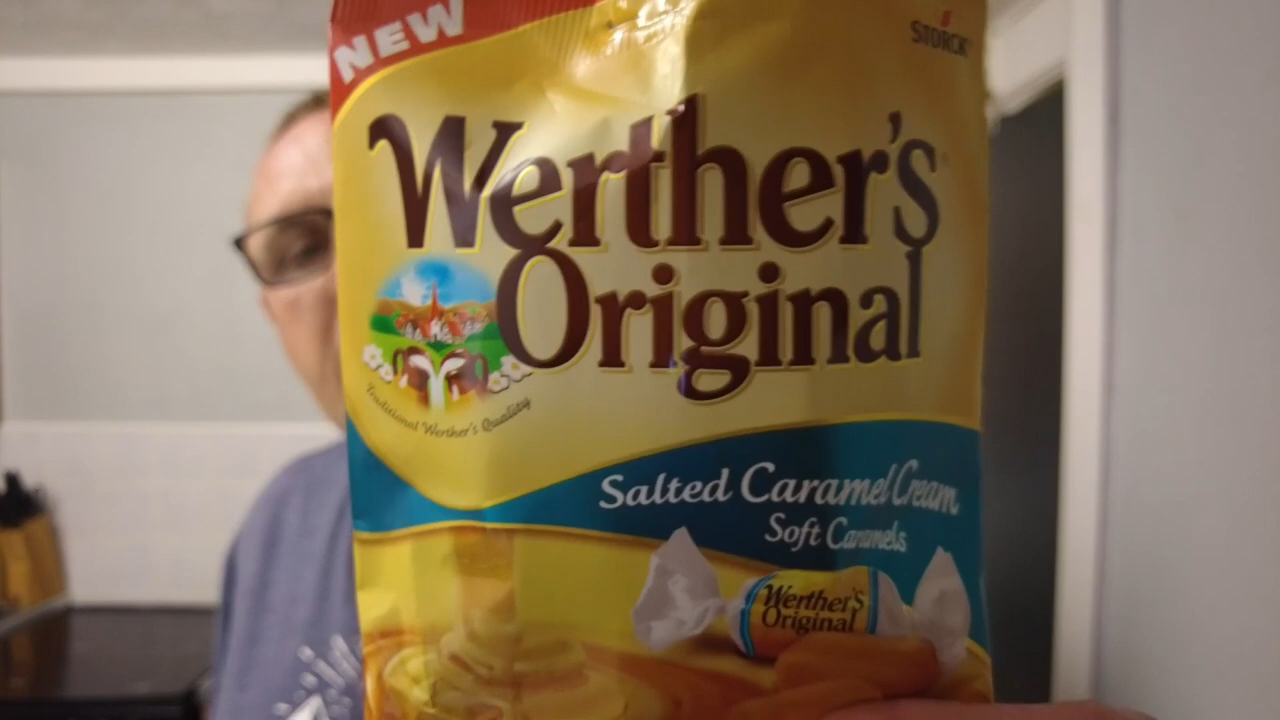 NEW
STORCK
Werther's
Original
Traditional Werther's Quality
Salted Caramel Cream
Soft Caramels
Werther's
Original